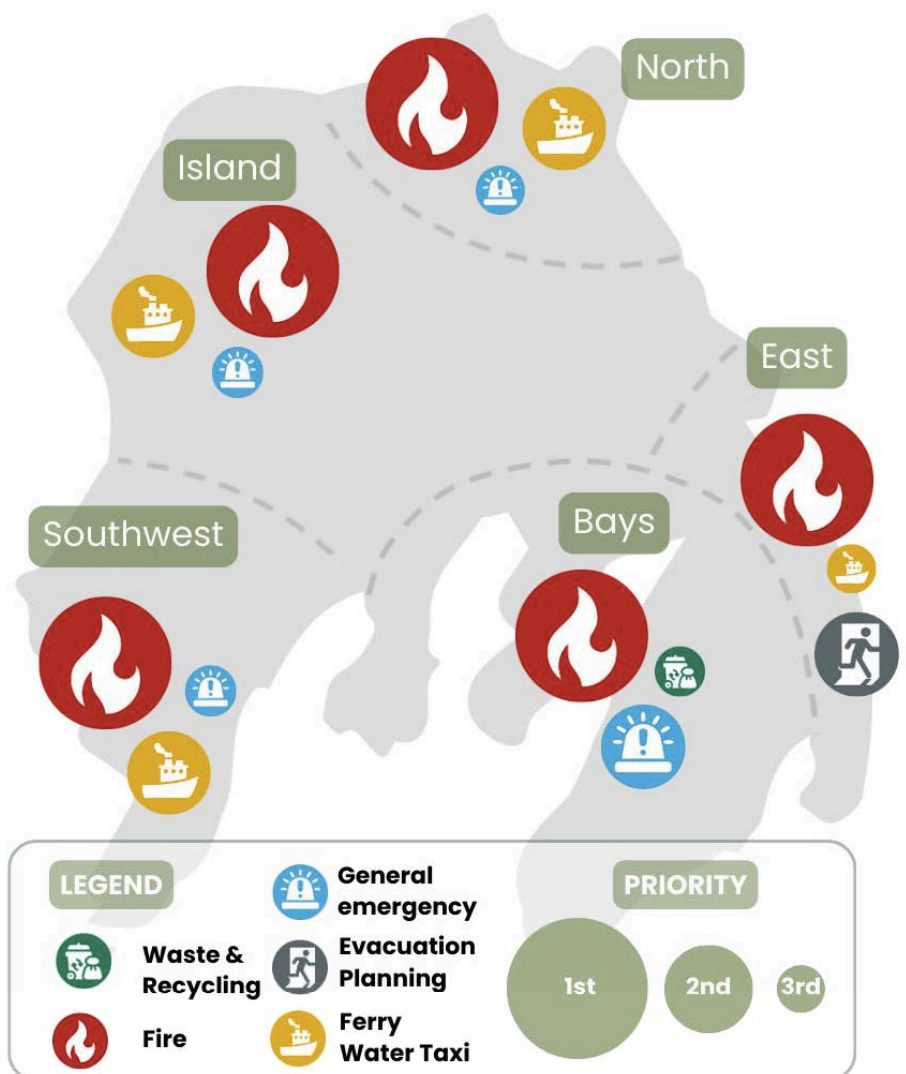 North
Island
East
Southwest
Bays
LEGEND
General
emergency
PRIORITY
Waste &
Recycling
Evacuation
Planning
1st
2nd
3rd
Fire
Ferry
Water Taxi